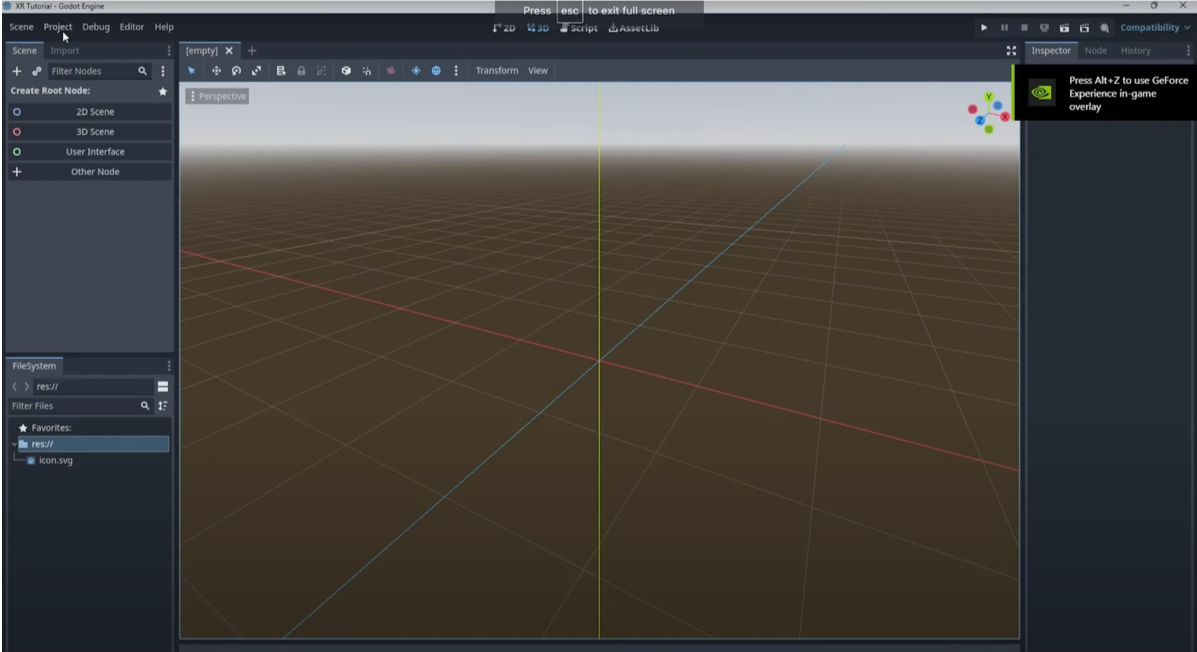 XR Tutorial - Godot Engine
Press esc to exit full screen
Scene Project Debug Editor Help
2D 3D Script AssetLib
Compatibility
Scene Import
[empty]
Inspector Node History
Filter Nodes
Transform View
Create Root Node:
2D Scene
3D Scene
User Interface
Other Node
Perspective
Y
X
Z
Press Alt+Z to use GeForce
Experience in-game
overlay
FileSystem
res://
Filter Files
Favorites:
res://
icon.svg